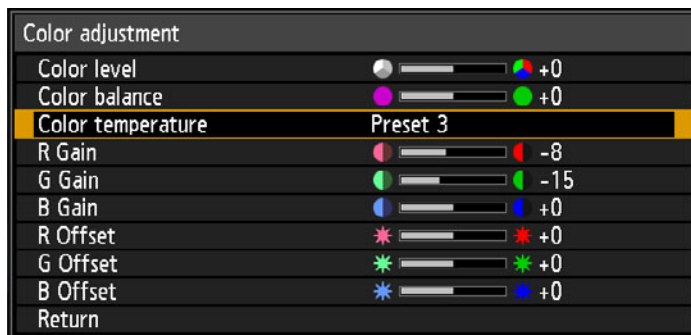 Color adjustment
Color level +0
Color balance +0
Color temperature Preset 3
R Gain -8
G Gain -15
B Gain +0
R Offset +0
G Offset +0
B Offset +0
Return